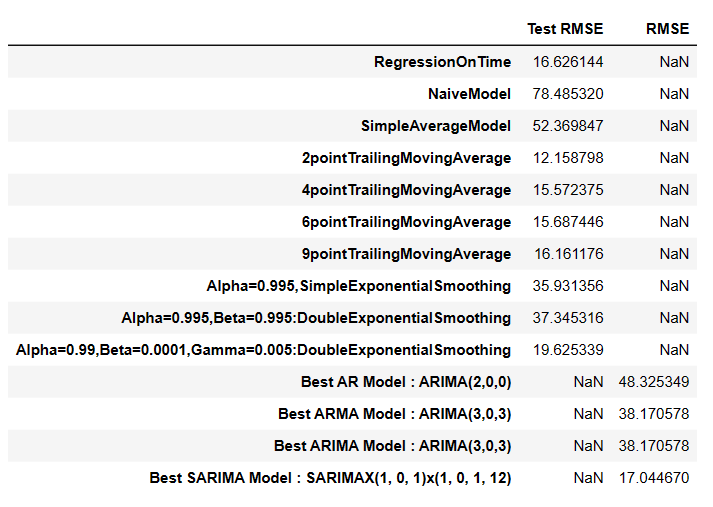 Test RMSE RMSE
RegressionOnTime 16.626144 NaN
NaiveModel 78.485320 NaN
SimpleAverageModel 52.369847 NaN
2pointTrailingMovingAverage 12.158798 NaN
4pointTrailingMovingAverage 15.572375 NaN
6pointTrailingMovingAverage 15.687446 NaN
9pointTrailingMovingAverage 16.161176 NaN
Alpha=0.995,SimpleExponentialSmoothing 35.931356 NaN
Alpha=0.995,Beta=0.995:DoubleExponentialSmoothing 37.345316 NaN
Alpha=0.99,Beta=0.0001,Gamma=0.005:DoubleExponentialSmoothing 19.625339 NaN
Best AR Model : ARIMA(2,0,0) NaN 48.325349
Best ARMA Model : ARIMA(3,0,3) NaN 38.170578
Best ARIMA Model : ARIMA(3,0,3) NaN 38.170578
Best SARIMA Model : SARIMAX(1, 0, 1)x(1, 0, 1, 12) NaN 17.044670